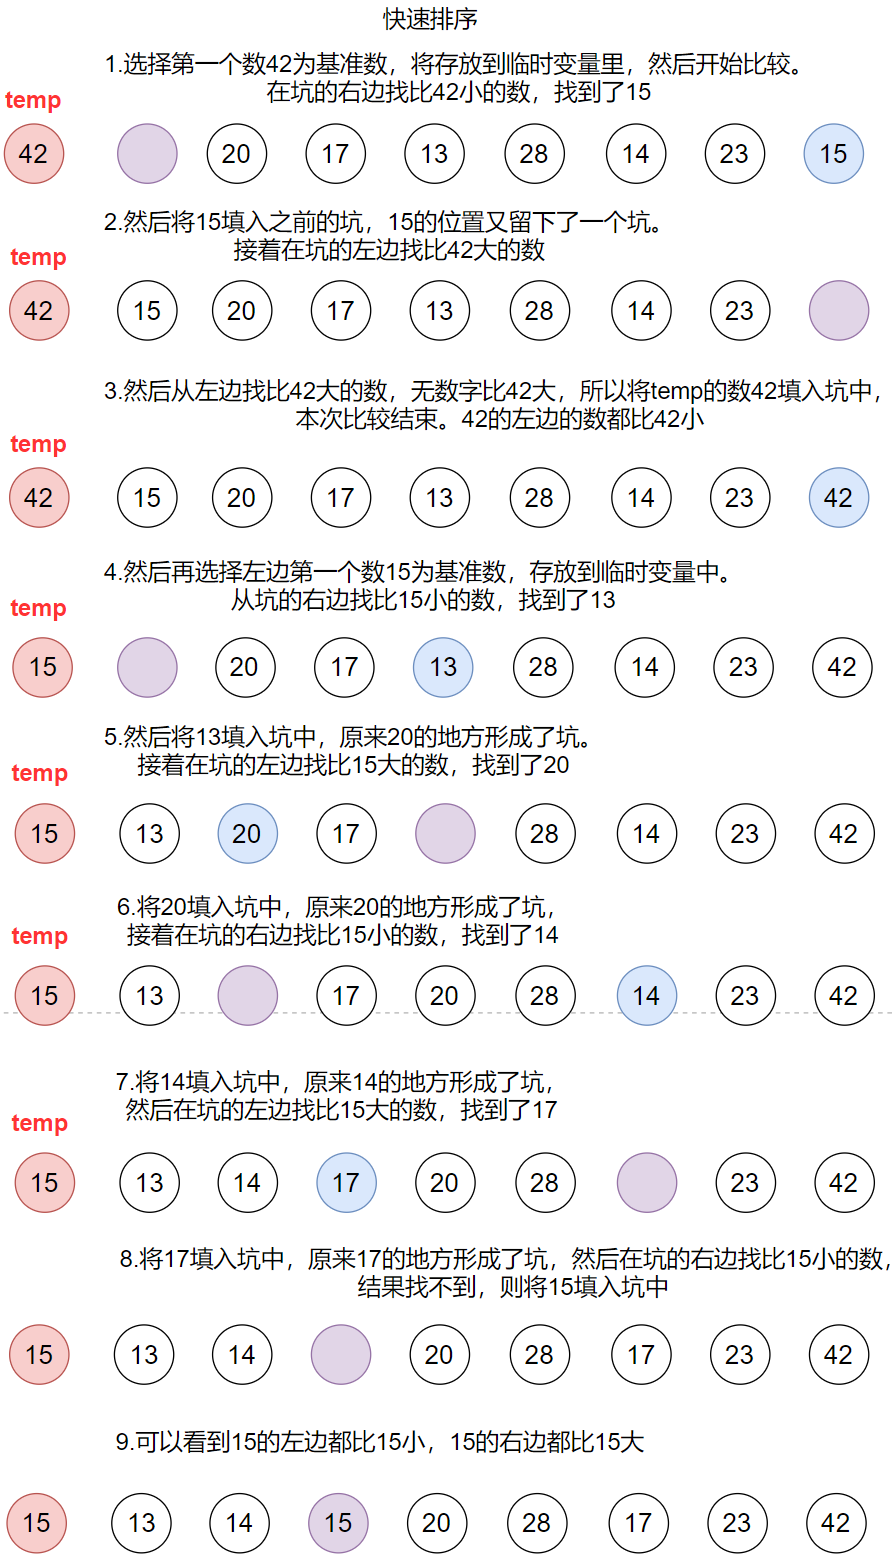 快速排序
1.选择第一个数42为基准数，将存放到临时变量里，然后开始比较。
在坑的右边找比42小的数，找到了15
temp
42 20 17 13 28 14 23 15
2.然后将15填入之前的坑，15的位置又留下了一个坑。
接着在坑的左边找比42大的数
temp
42 15 20 17 13 28 14 23
3.然后从左边找比42大的数，无数字比42大，所以将temp的数42填入坑中，
本次比较结束。42的左边的数都比42小
temp
42 15 20 17 13 28 14 23 42
4.然后再选择左边第一个数15为基准数，存放到临时变量中。
从坑的右边找比15小的数，找到了13
temp
15 20 17 13 28 14 23 42
5.然后将13填入坑中，原来20的地方形成了坑。
接着在坑的左边找比15大的数，找到了20
temp
15 13 20 17 28 14 23 42
6.将20填入坑中，原来20的地方形成了坑，
接着在坑的右边找比15小的数，找到了14
temp
15 13 17 20 28 14 23 42
7.将14填入坑中，原来14的地方形成了坑，
然后在坑的左边找比15大的数，找到了17
temp
15 13 14 17 20 28 23 42
8.将17填入坑中，原来17的地方形成了坑，然后在坑的右边找比15小的数，
结果找不到，则将15填入坑中
15 13 14 20 28 17 23 42
9.可以看到15的左边都比15小，15的右边都比15大
15 13 14 15 20 28 17 23 42